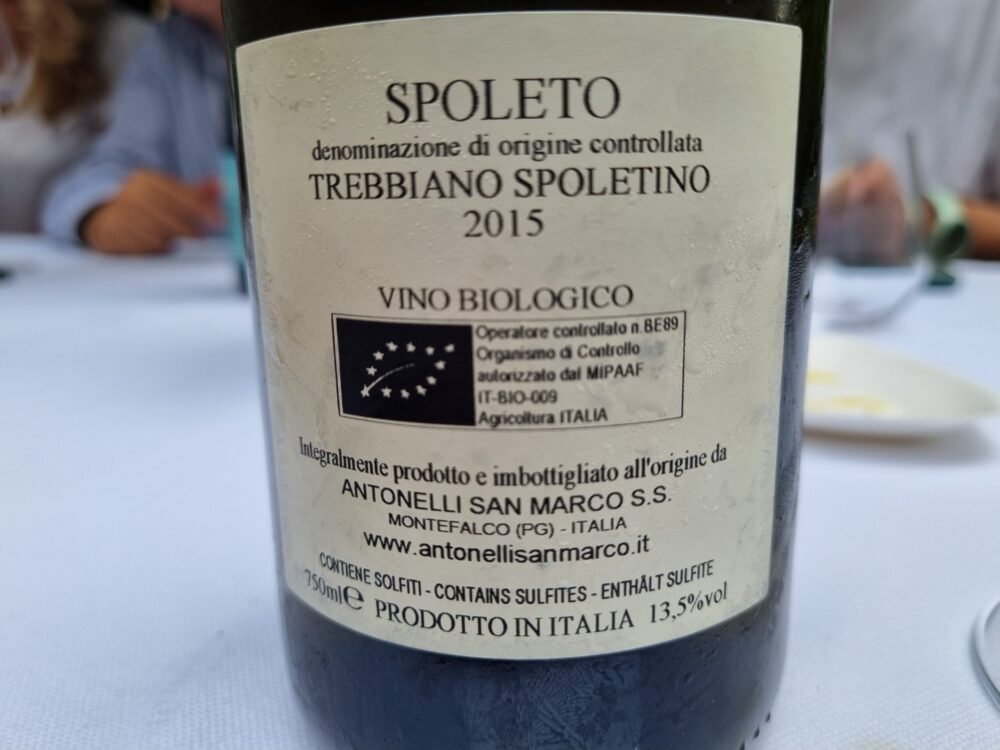 SPOLETO
denominazione di origine controllata
TREBBIANO SPOLETINO
2015
VINO BIOLOGICO
Operatore controllato n.BE89
Organismo di Controllo
autorizzato dal MIPAAF
IT-BIO-009
Agricoltura ITALIA
Integralmente prodotto e imbottigliato all'origine da
ANTONELLI SAN MARCO S.S.
MONTEFALCO (PG) - ITALIA
www.antonellisanmarco.it
CONTIENE SOLFITI - CONTAINS SULFITES - ENTHÄLT SULFITE
750ml℮ PRODOTTO IN ITALIA 13,5%vol